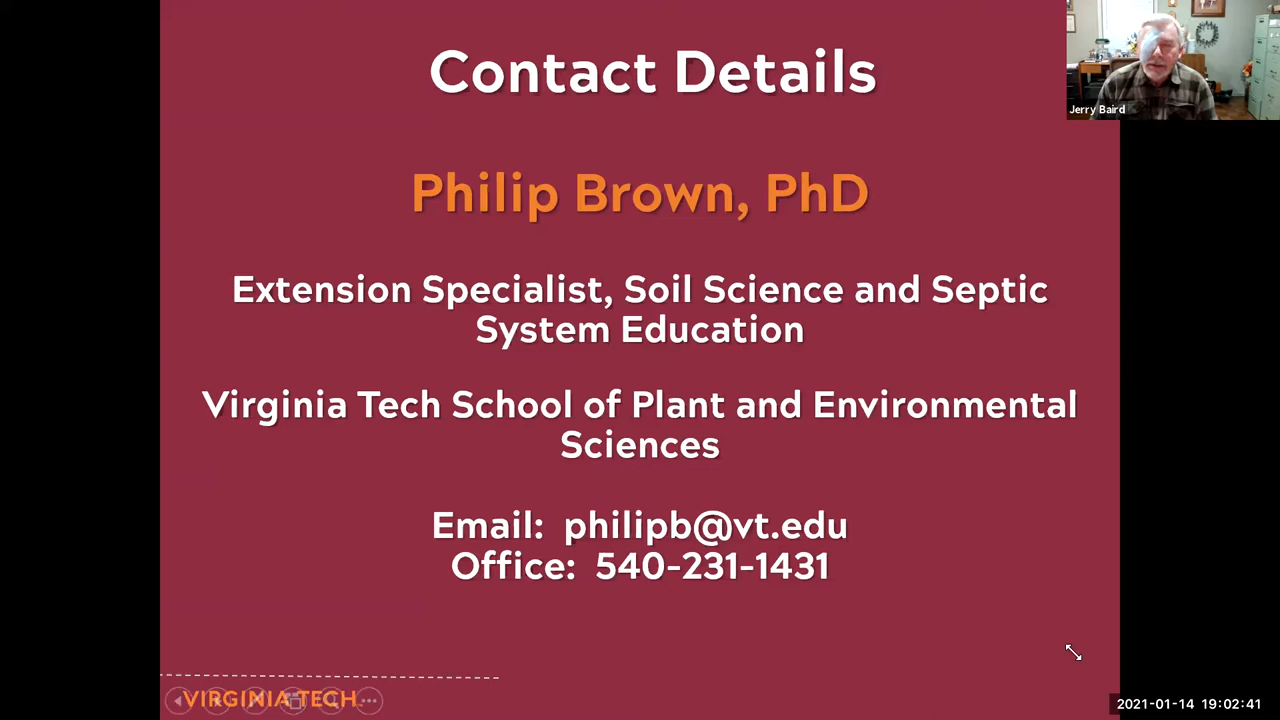 Contact Details
Jerry Baird
Philip Brown, PhD
Extension Specialist, Soil Science and Septic
System Education
Virginia Tech School of Plant and Environmental
Sciences
Email: philipb@vt.edu
Office: 540-231-1431
VIRGINIA TECH
2021-01-14 19:02:41